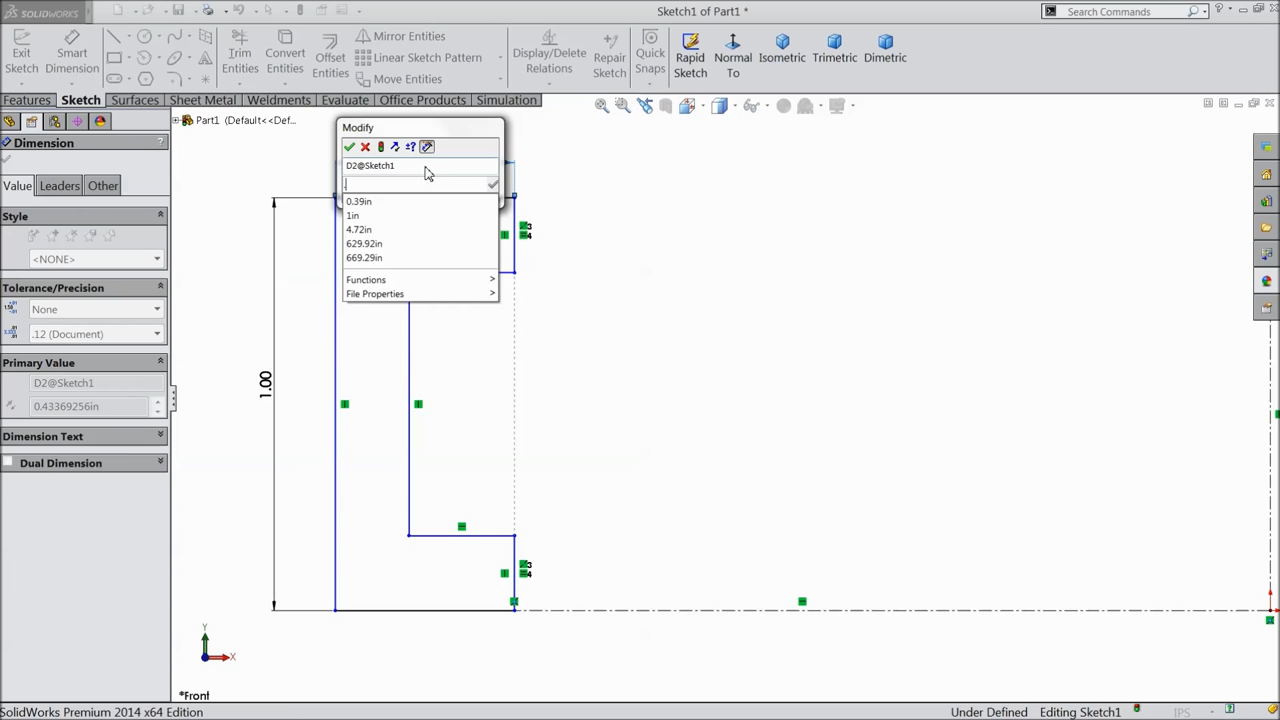 SOLIDWORKS
Sketch1 of Part1 *
Search Commands
Exit Sketch
Smart Dimension
Trim Entities
Convert Entities
Offset Entities
Mirror Entities
Linear Sketch Pattern
Move Entities
Display/Delete Relations
Repair Sketch
Quick Snaps
Rapid Sketch
Normal To
Isometric
Trimetric
Dimetric
Features
Sketch
Surfaces
Sheet Metal
Weldments
Evaluate
Office Products
Simulation
Part1 (Default<<Def...
Dimension
?
Value
Leaders
Other
Style
<NONE>
Tolerance/Precision
None
.12 (Document)
Primary Value
D2@Sketch1
0.43369256in
Dimension Text
Dual Dimension
Modify
D2@Sketch1
.
0.39in
1in
4.72in
629.92in
669.29in
Functions >
File Properties >
1.00
3
4
3
4
Y
X
*Front
SolidWorks Premium 2014 x64 Edition
Under Defined
Editing Sketch1
IPS